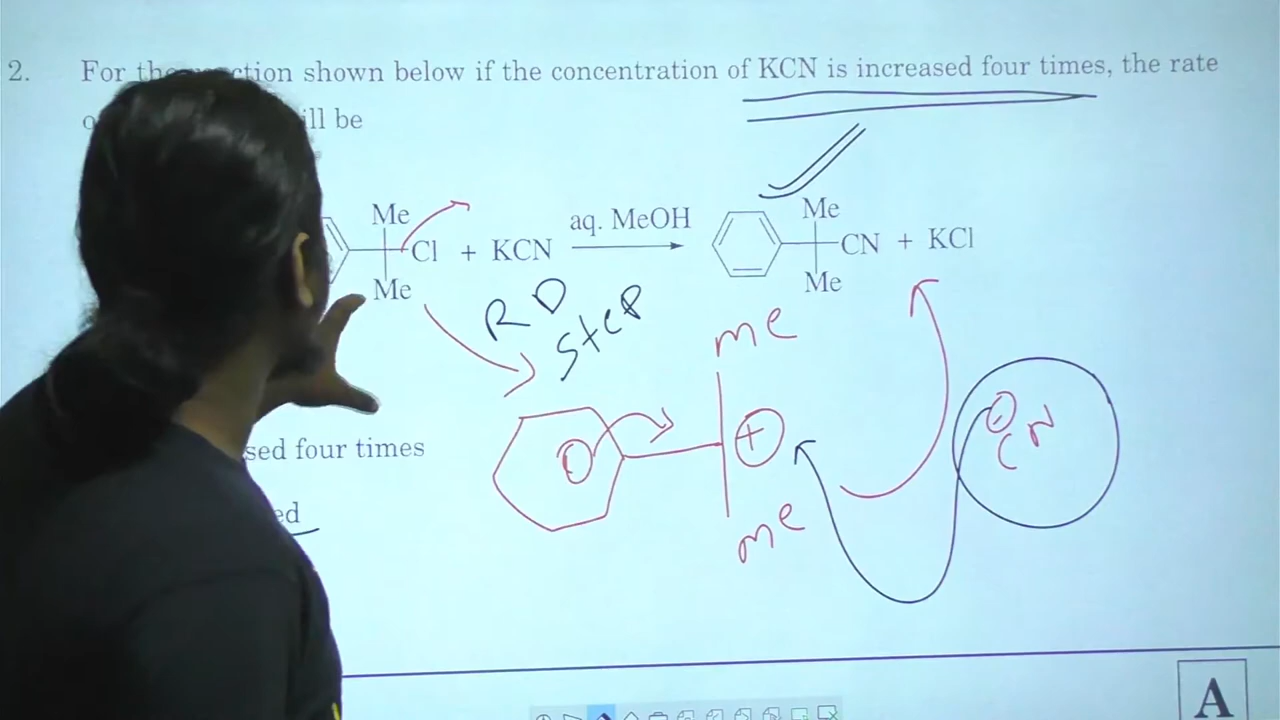 2. For the ction shown below if the concentration of KCN is increased four times, the rate
ill be
Me
Cl + KCN
Me
aq. MeOH
Me
CN + KCl
Me
RD
Step
me
+
me
CN
sed four times
ed
A